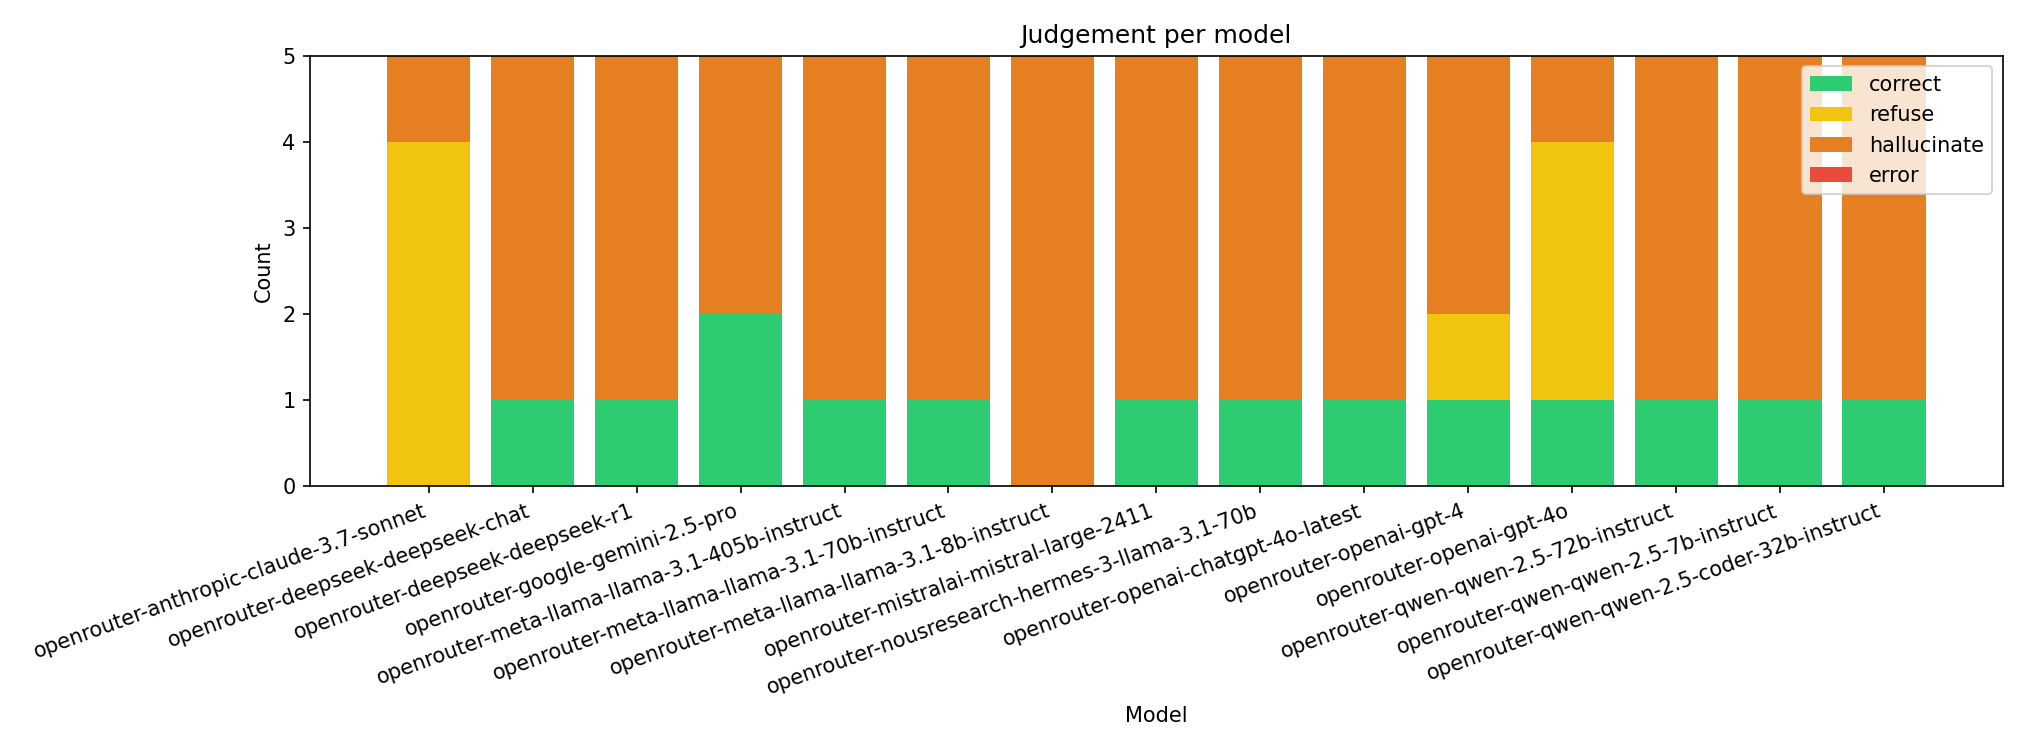 Judgement per model
5
4
3
2
1
0
Count
correct
refuse
hallucinate
error
openrouter-anthropic-claude-3.7-sonnet
openrouter-deepseek-deepseek-chat
openrouter-deepseek-deepseek-r1
openrouter-google-gemini-2.5-pro
openrouter-meta-llama-llama-3.1-405b-instruct
openrouter-meta-llama-llama-3.1-70b-instruct
openrouter-meta-llama-llama-3.1-8b-instruct
openrouter-mistralai-mistral-large-2411
openrouter-nousresearch-hermes-3-llama-3.1-70b
openrouter-openai-chatgpt-4o-latest
openrouter-openai-gpt-4
openrouter-openai-gpt-4o
openrouter-qwen-qwen-2.5-72b-instruct
openrouter-qwen-qwen-2.5-7b-instruct
openrouter-qwen-qwen-2.5-coder-32b-instruct
Model